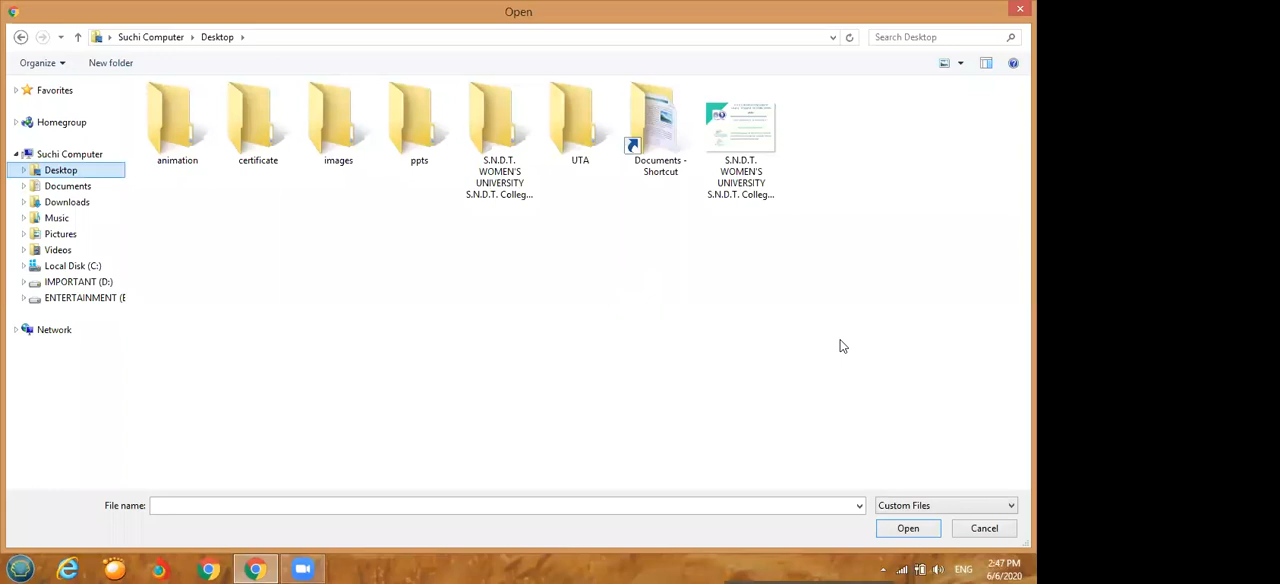 Open
Suchi Computer Desktop
Search Desktop
Organize
New folder
Favorites
Homegroup
Suchi Computer
Desktop
Documents
Downloads
Music
Pictures
Videos
Local Disk (C:)
IMPORTANT (D:)
ENTERTAINMENT (E
Network
animation
certificate
images
ppts
S.N.D.T.
WOMEN'S
UNIVERSITY
S.N.D.T. Colleg...
UTA
Documents -
Shortcut
S.N.D.T.
WOMEN'S
UNIVERSITY
S.N.D.T. Colleg...
File name:
Custom Files
Open
Cancel
ENG
2:47 PM
6/6/2020